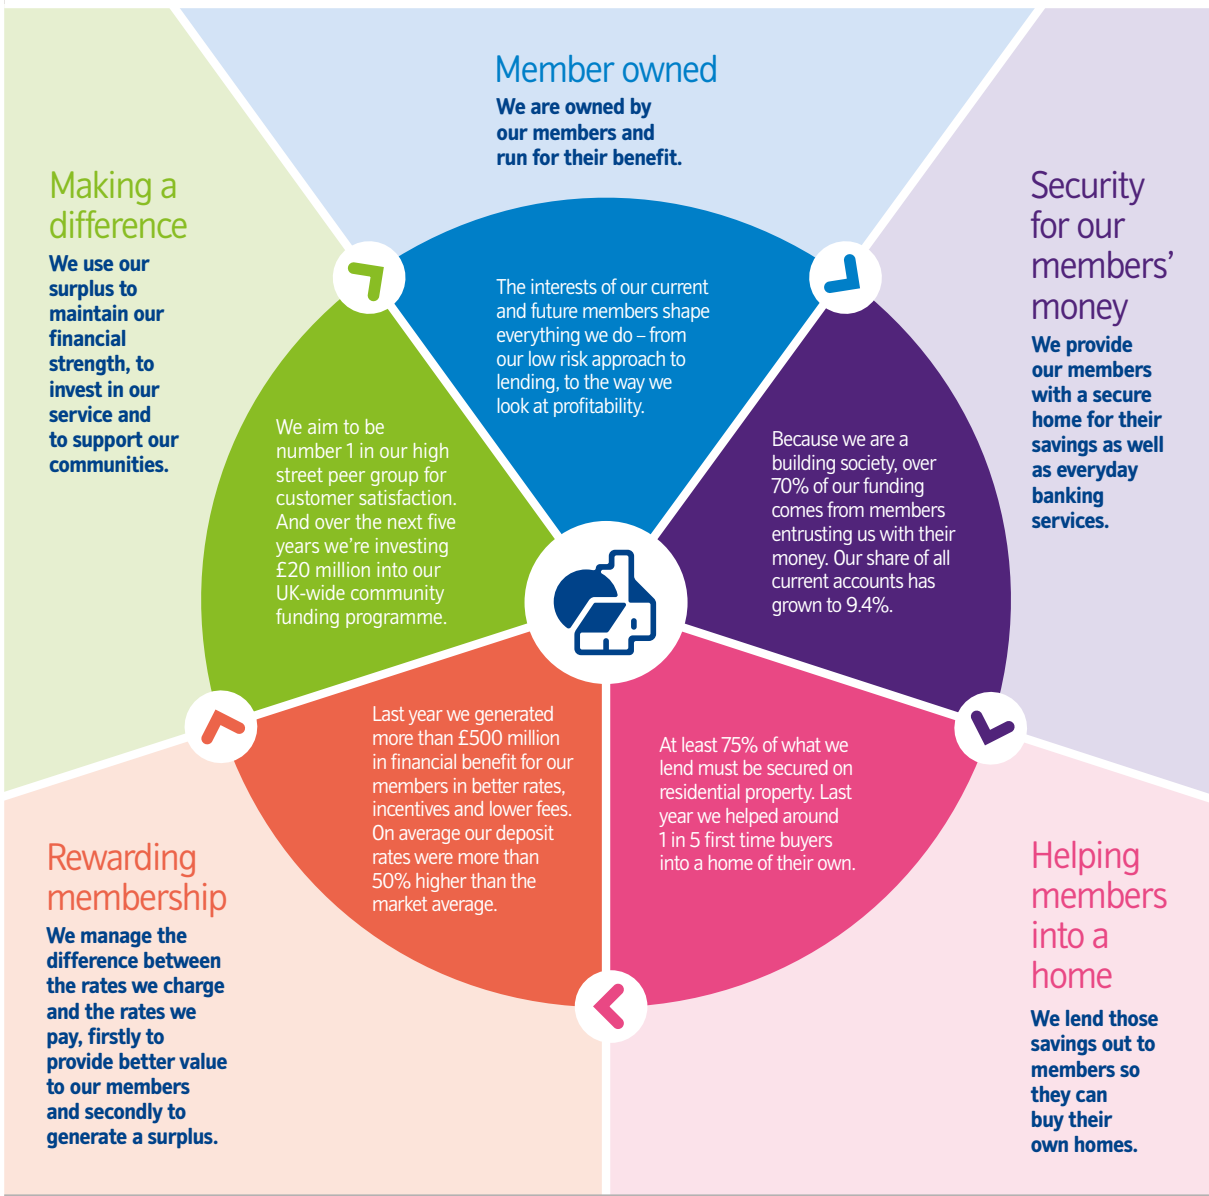 Member owned
We are owned by
our members and
run for their benefit.
The interests of our current
and future members shape
everything we do – from
our low risk approach to
lending, to the way we
look at profitability.
Security
for our
members’
money
We provide
our members
with a secure
home for their
savings as well
as everyday
banking
services.
Because we are a
building society, over
70% of our funding
comes from members
entrusting us with their
money. Our share of all
current accounts has
grown to 9.4%.
Helping
members
into a
home
We lend those
savings out to
members so
they can
buy their
own homes.
At least 75% of what we
lend must be secured on
residential property. Last
year we helped around
1 in 5 first time buyers
into a home of their own.
Rewarding
membership
We manage the
difference between
the rates we charge
and the rates we
pay, firstly to
provide better value
to our members
and secondly to
generate a surplus.
Last year we generated
more than £500 million
in financial benefit for our
members in better rates,
incentives and lower fees.
On average our deposit
rates were more than
50% higher than the
market average.
Making a
difference
We use our
surplus to
maintain our
financial
strength, to
invest in our
service and
to support our
communities.
We aim to be
number 1 in our high
street peer group for
customer satisfaction.
And over the next five
years we’re investing
£20 million into our
UK-wide community
funding programme.